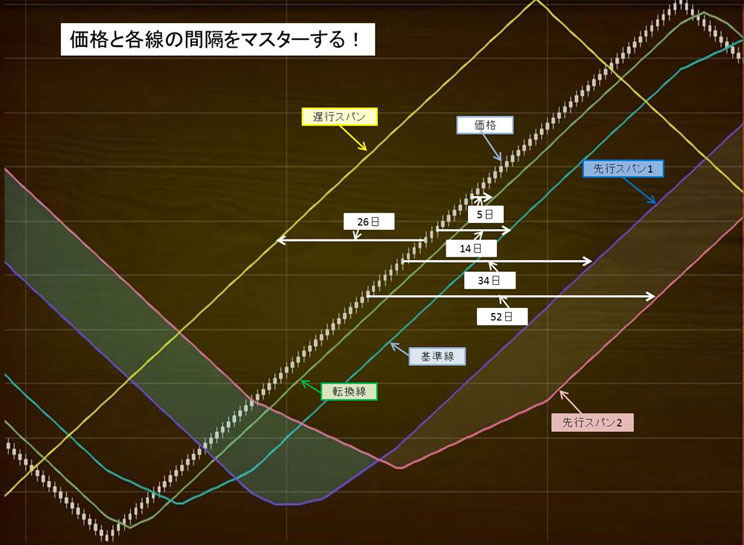 価格と各線の間隔をマスターする！
遅行スパン
価格
先行スパン1
26日
5日
14日
34日
52日
基準線
転換線
先行スパン2